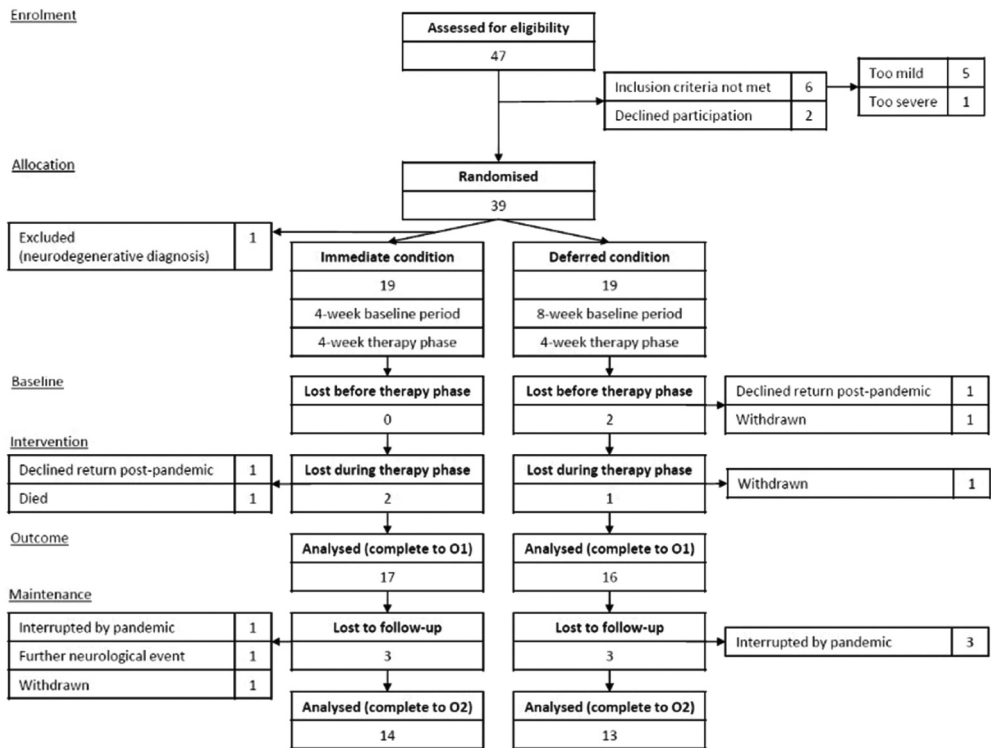 Enrolment
Assessed for eligibility
47
Inclusion criteria not met 6
Declined participation 2
Too mild 5
Too severe 1
Allocation
Randomised
39
Excluded 1
(neurodegenerative diagnosis)
Immediate condition
19
4-week baseline period
4-week therapy phase
Deferred condition
19
8-week baseline period
4-week therapy phase
Baseline
Lost before therapy phase
0
Lost before therapy phase
2
Declined return post-pandemic 1
Withdrawn 1
Intervention
Declined return post-pandemic 1
Died 1
Lost during therapy phase
2
Lost during therapy phase
1
Withdrawn 1
Outcome
Analysed (complete to O1)
17
Analysed (complete to O1)
16
Maintenance
Interrupted by pandemic 1
Further neurological event 1
Withdrawn 1
Lost to follow-up
3
Lost to follow-up
3
Interrupted by pandemic 3
Analysed (complete to O2)
14
Analysed (complete to O2)
13